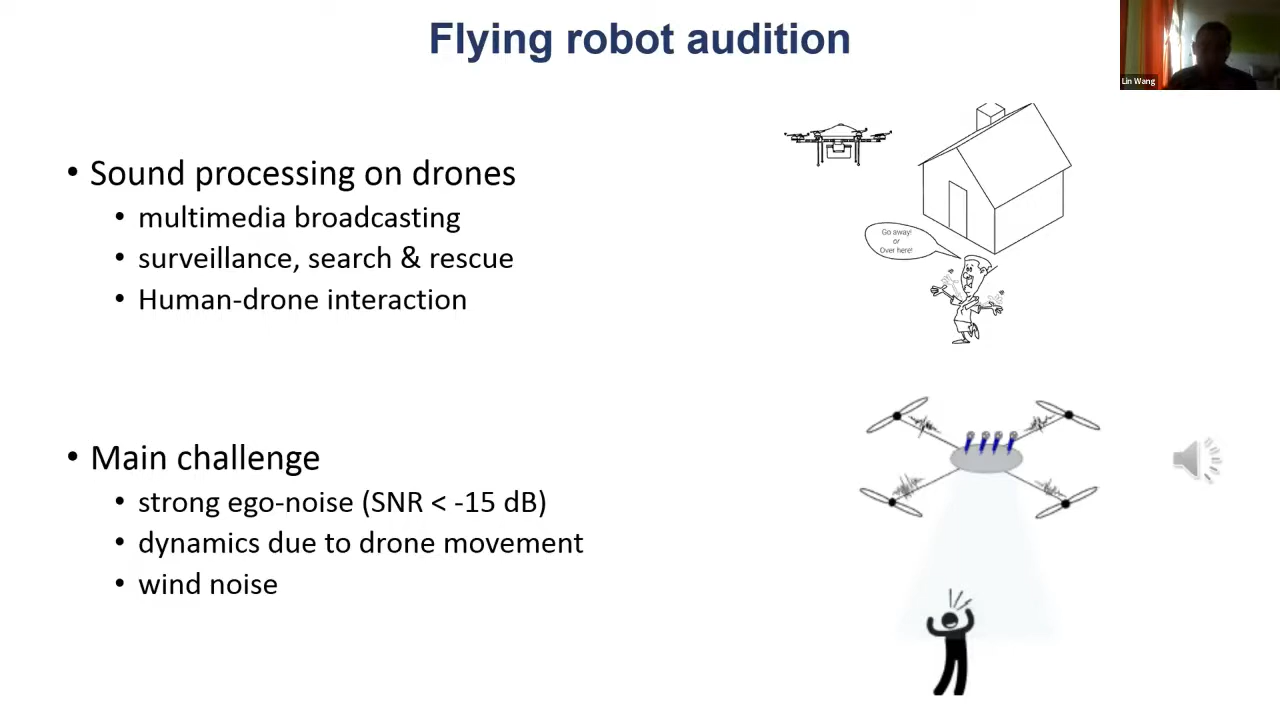 Flying robot audition
Lin Wang
• Sound processing on drones
• multimedia broadcasting
• surveillance, search & rescue
• Human-drone interaction
Go away!
or
Over here!
• Main challenge
• strong ego-noise (SNR < -15 dB)
• dynamics due to drone movement
• wind noise